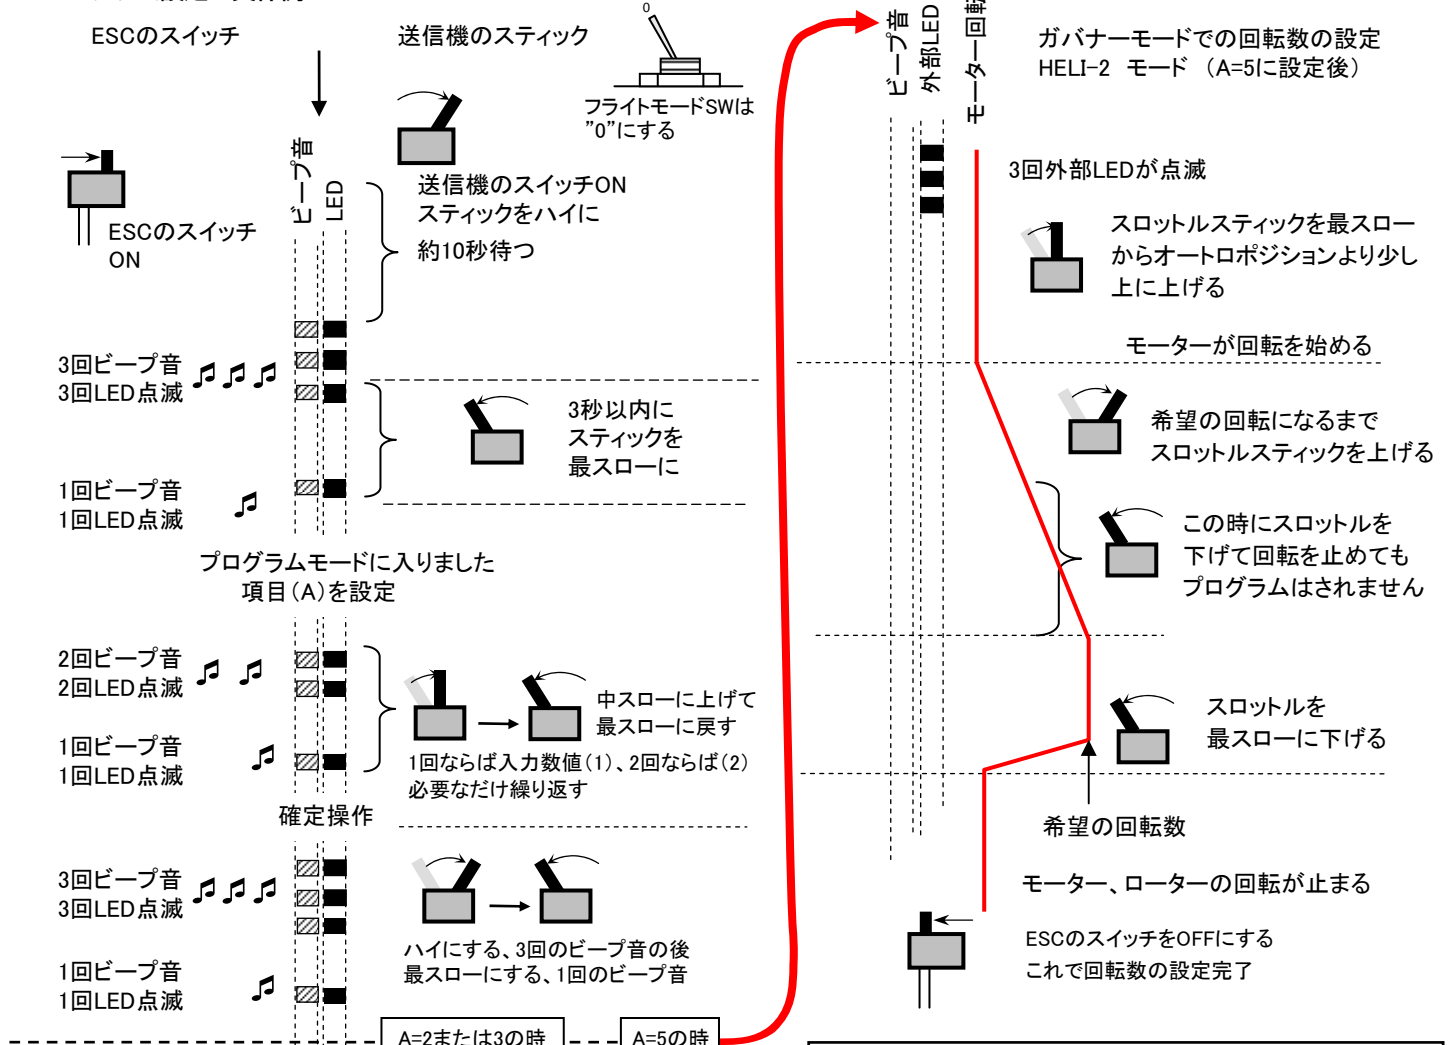 ESCのスイッチ
送信機のスティック
0
フライトモードSWは
”0”にする
ビープ音
LED
ESCのスイッチ
ON
送信機のスイッチON
スティックをハイに
約10秒待つ
3回ビープ音
3回LED点滅
3秒以内に
スティックを
最スローに
1回ビープ音
1回LED点滅
プログラムモードに入りました
項目(A)を設定
2回ビープ音
2回LED点滅
中スローに上げて
最スローに戻す
1回ビープ音
1回LED点滅
1回ならば入力数値(1)、2回ならば(2)
必要なだけ繰り返す
確定操作
3回ビープ音
3回LED点滅
ハイにする、3回のビープ音の後
最スローにする、1回のビープ音
1回ビープ音
1回LED点滅
A=2または3の時
A=5の時
ビープ音
外部LED
モーター回転
ガバナーモードでの回転数の設定
HELI-2 モード (A=5に設定後)
3回外部LEDが点滅
スロットルスティックを最スロー
からオートロポジションより少し
上に上げる
モーターが回転を始める
希望の回転になるまで
スロットルスティックを上げる
この時にスロットルを
下げて回転を止めても
プログラムはされません
スロットルを
最スローに下げる
希望の回転数
モーター、ローターの回転が止まる
ESCのスイッチをOFFにする
これで回転数の設定完了